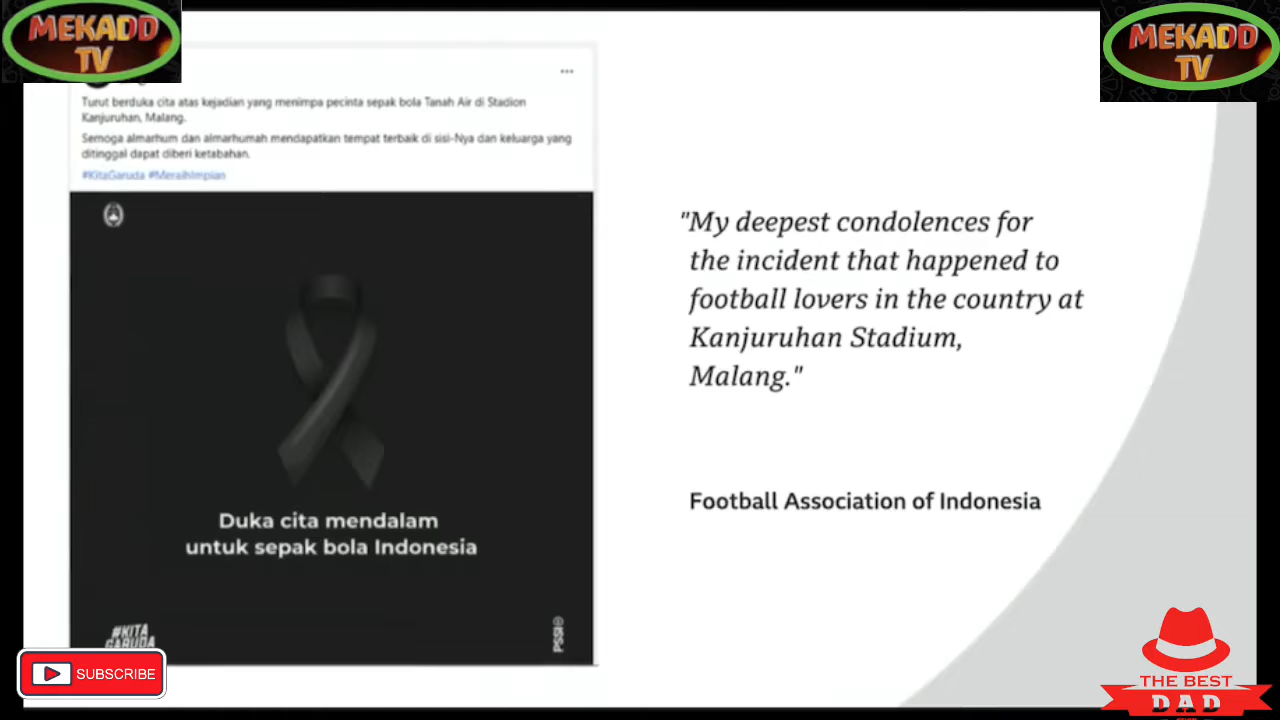 MEKADD
TV
MEKADD
TV
Turut berduka cita atas kejadian yang menimpa pecinta sepak bola Tanah Air di Stadion
Kanjuruhan, Malang.
Semoga almarhum dan almarhumah mendapatkan tempat terbaik di sisi-Nya dan keluarga yang
ditinggal dapat diberi ketabahan.
#KitaGaruda #MeraihImpian
Duka cita mendalam
untuk sepak bola Indonesia
#KITA
GARUDA
PSSI
"My deepest condolences for
the incident that happened to
football lovers in the country at
Kanjuruhan Stadium,
Malang."
Football Association of Indonesia
SUBSCRIBE
THE BEST
DAD